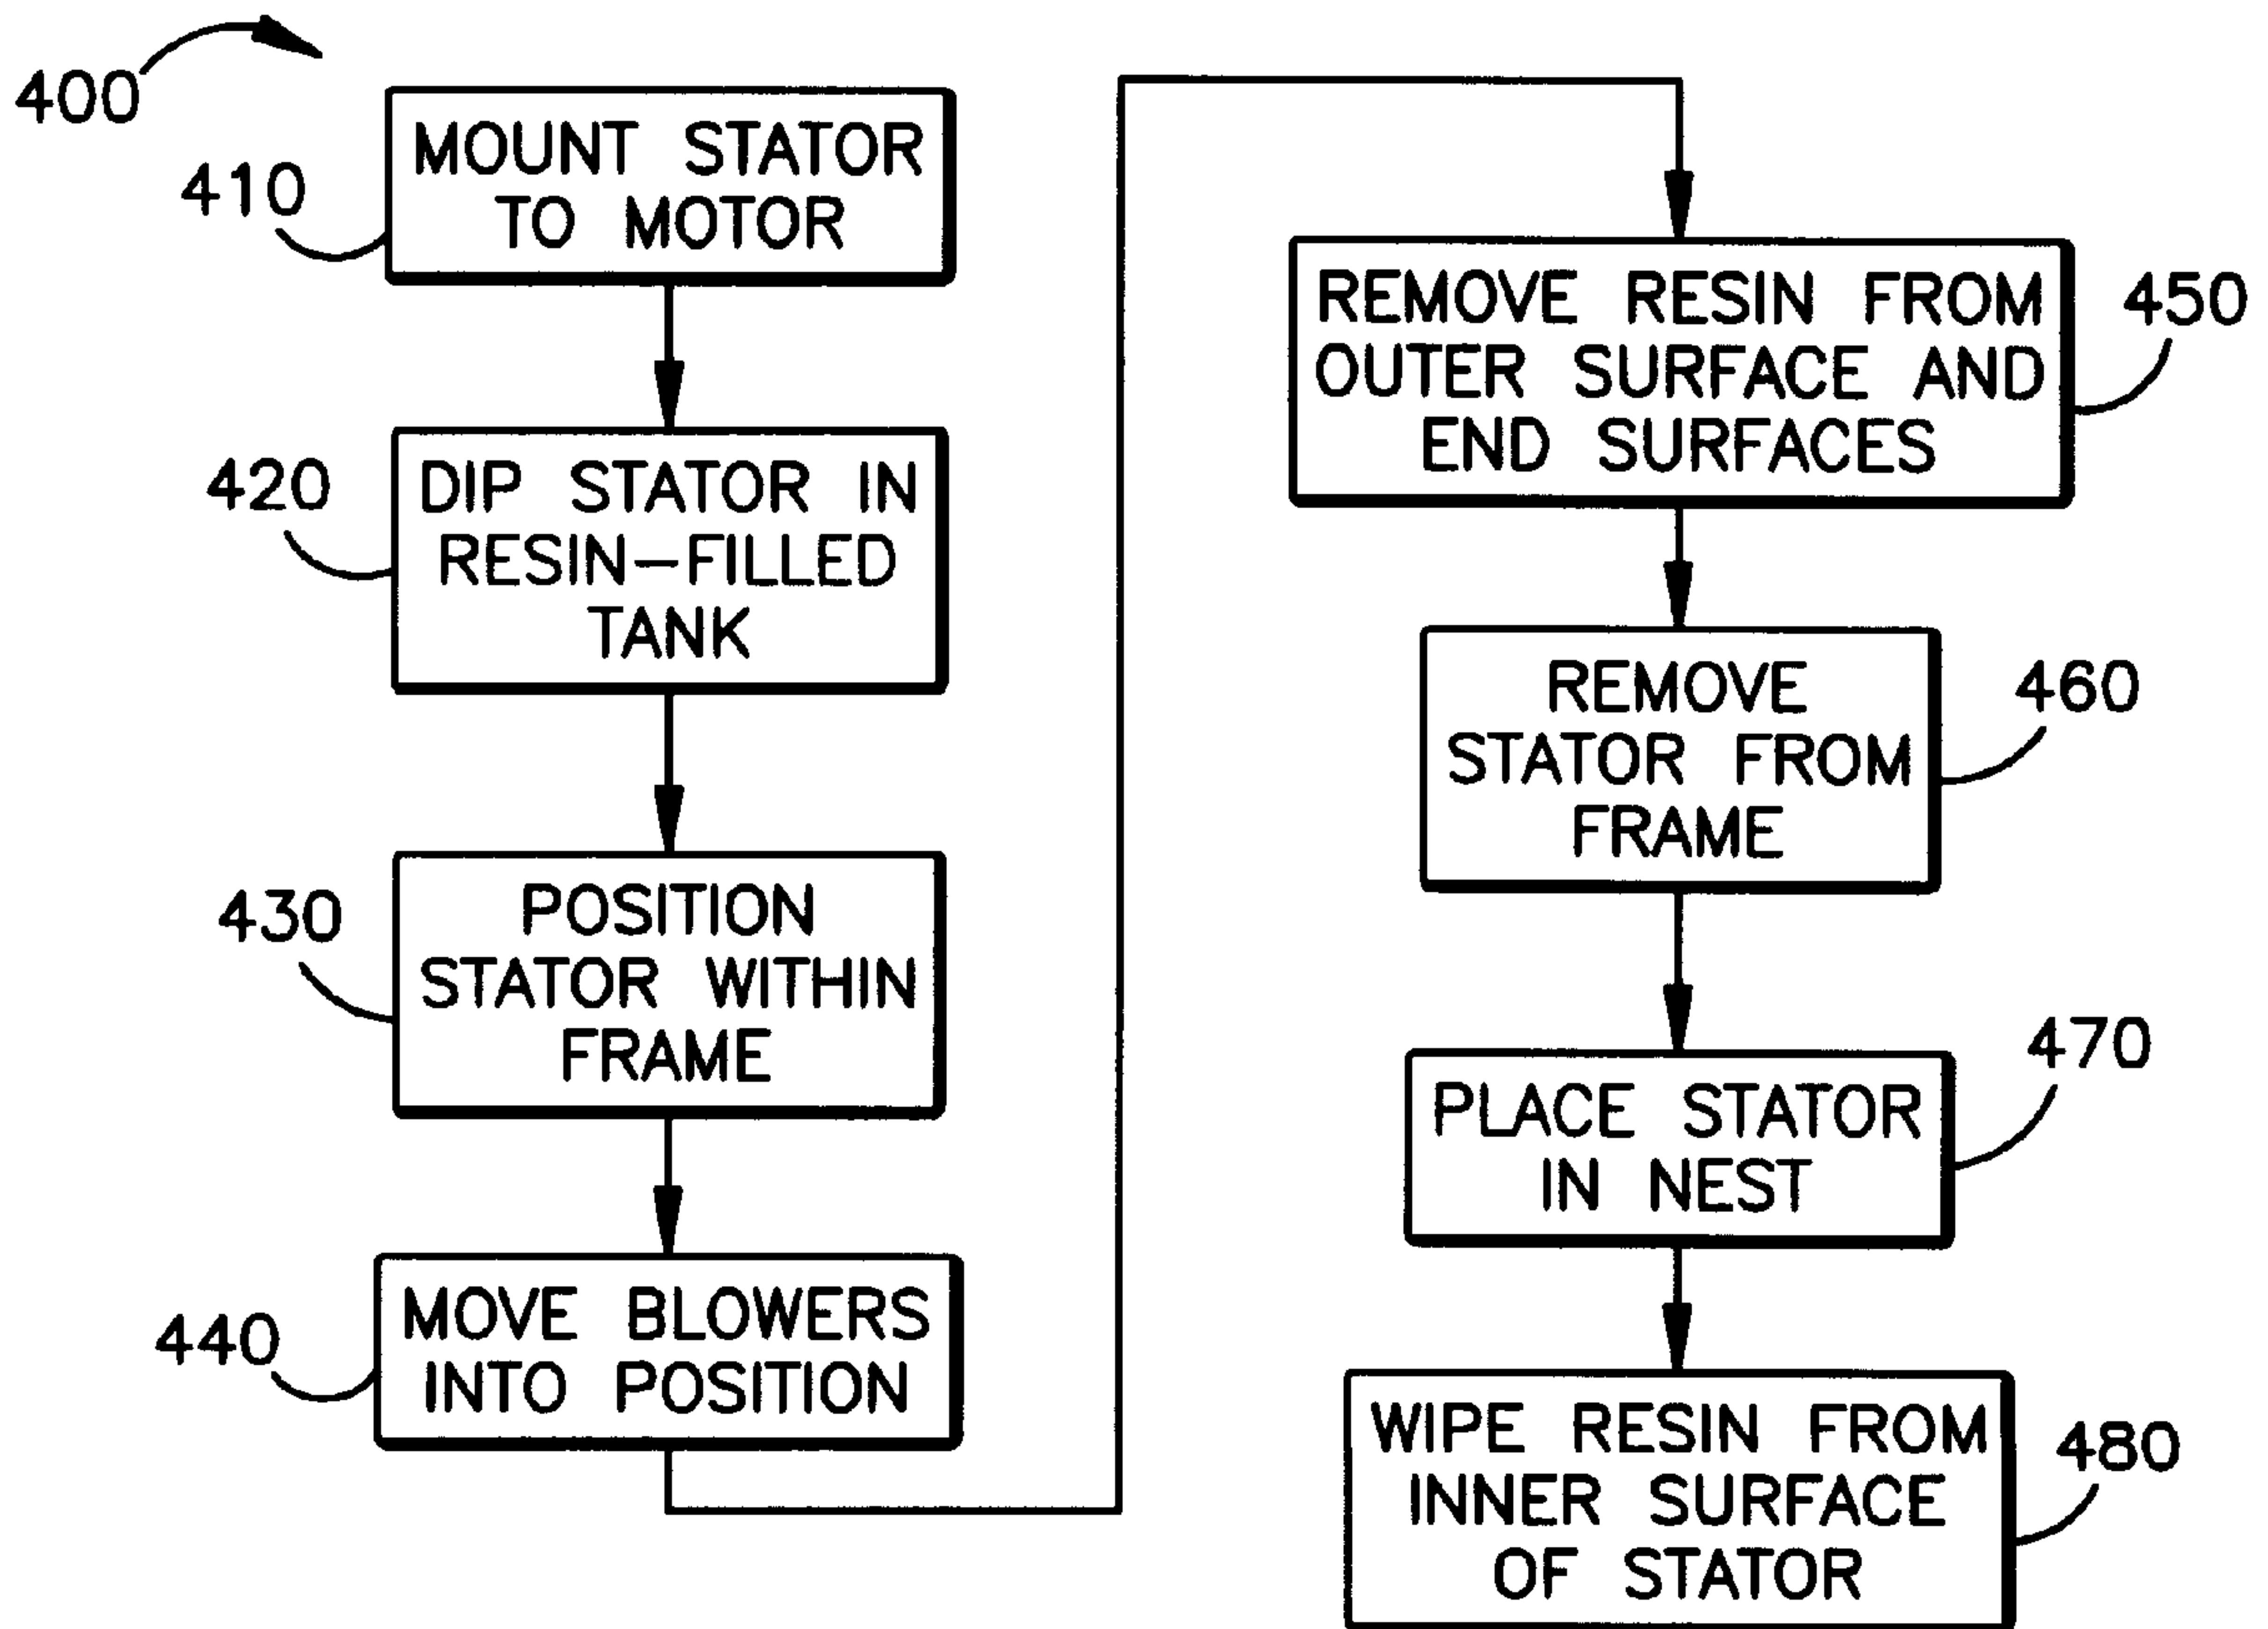 400
410
MOUNT STATOR
TO MOTOR
420
DIP STATOR IN
RESIN-FILLED
TANK
430
POSITION
STATOR WITHIN
FRAME
440
MOVE BLOWERS
INTO POSITION
REMOVE RESIN FROM
OUTER SURFACE AND
END SURFACES
450
REMOVE
STATOR FROM
FRAME
460
PLACE STATOR
IN NEST
470
WIPE RESIN FROM
INNER SURFACE
OF STATOR
480